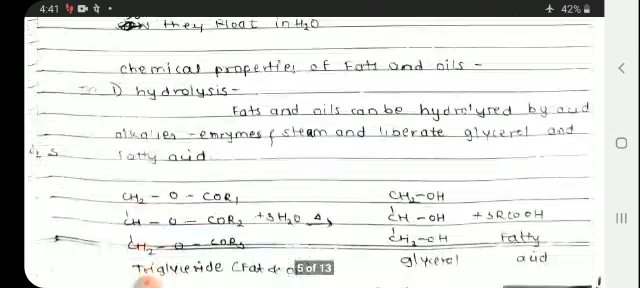 4:41 42%
they float in H2O
chemical properties of Fats and oils -
1) hydrolysis -
Fats and oils can be hydrolysed by acid
alkalies - enzymes & steam and liberate glycerol and
fatty acid
CH2 - O - COR1 CH2-OH
CH - O - COR2 + 3H2O Δ CH - OH + 3RCOOH
CH2 - O - COR3 CH2-OH Fatty
Triglyceride (Fat & o glycerol acid
5 of 13